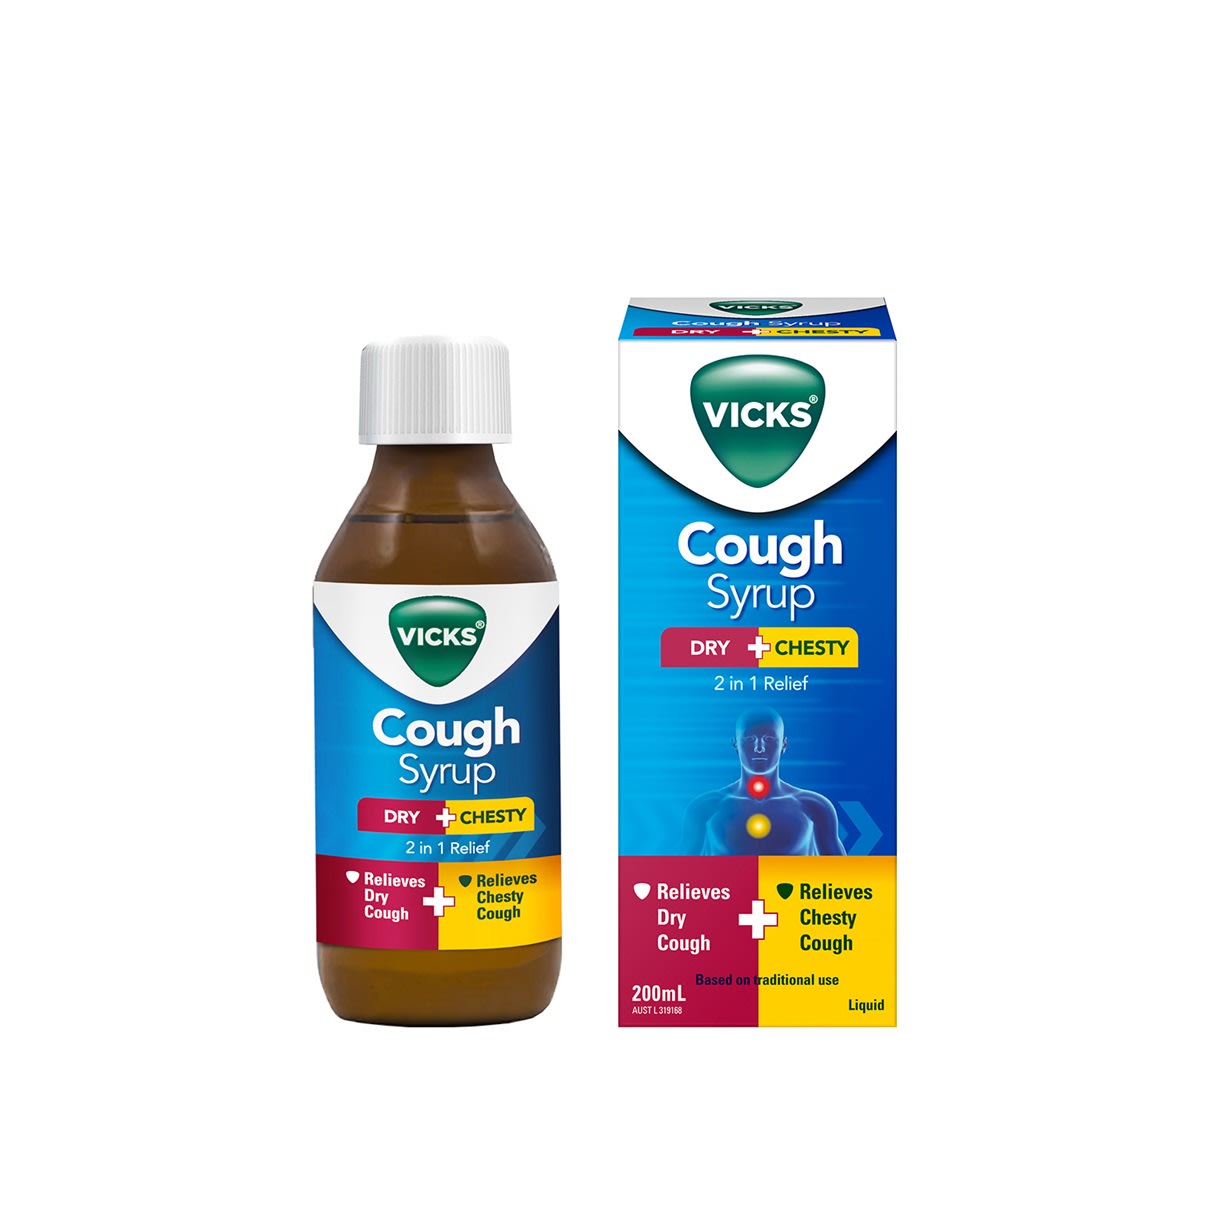 VICKS®
Cough
Syrup
DRY + CHESTY
2 in 1 Relief
Relieves
Dry
Cough
+
Relieves
Chesty
Cough
VICKS
Cough Syrup
DRY + CHESTY
VICKS®
Cough
Syrup
DRY + CHESTY
2 in 1 Relief
Relieves
Dry
Cough
+
Relieves
Chesty
Cough
Based on traditional use
200mL
AUST L 319168
Liquid